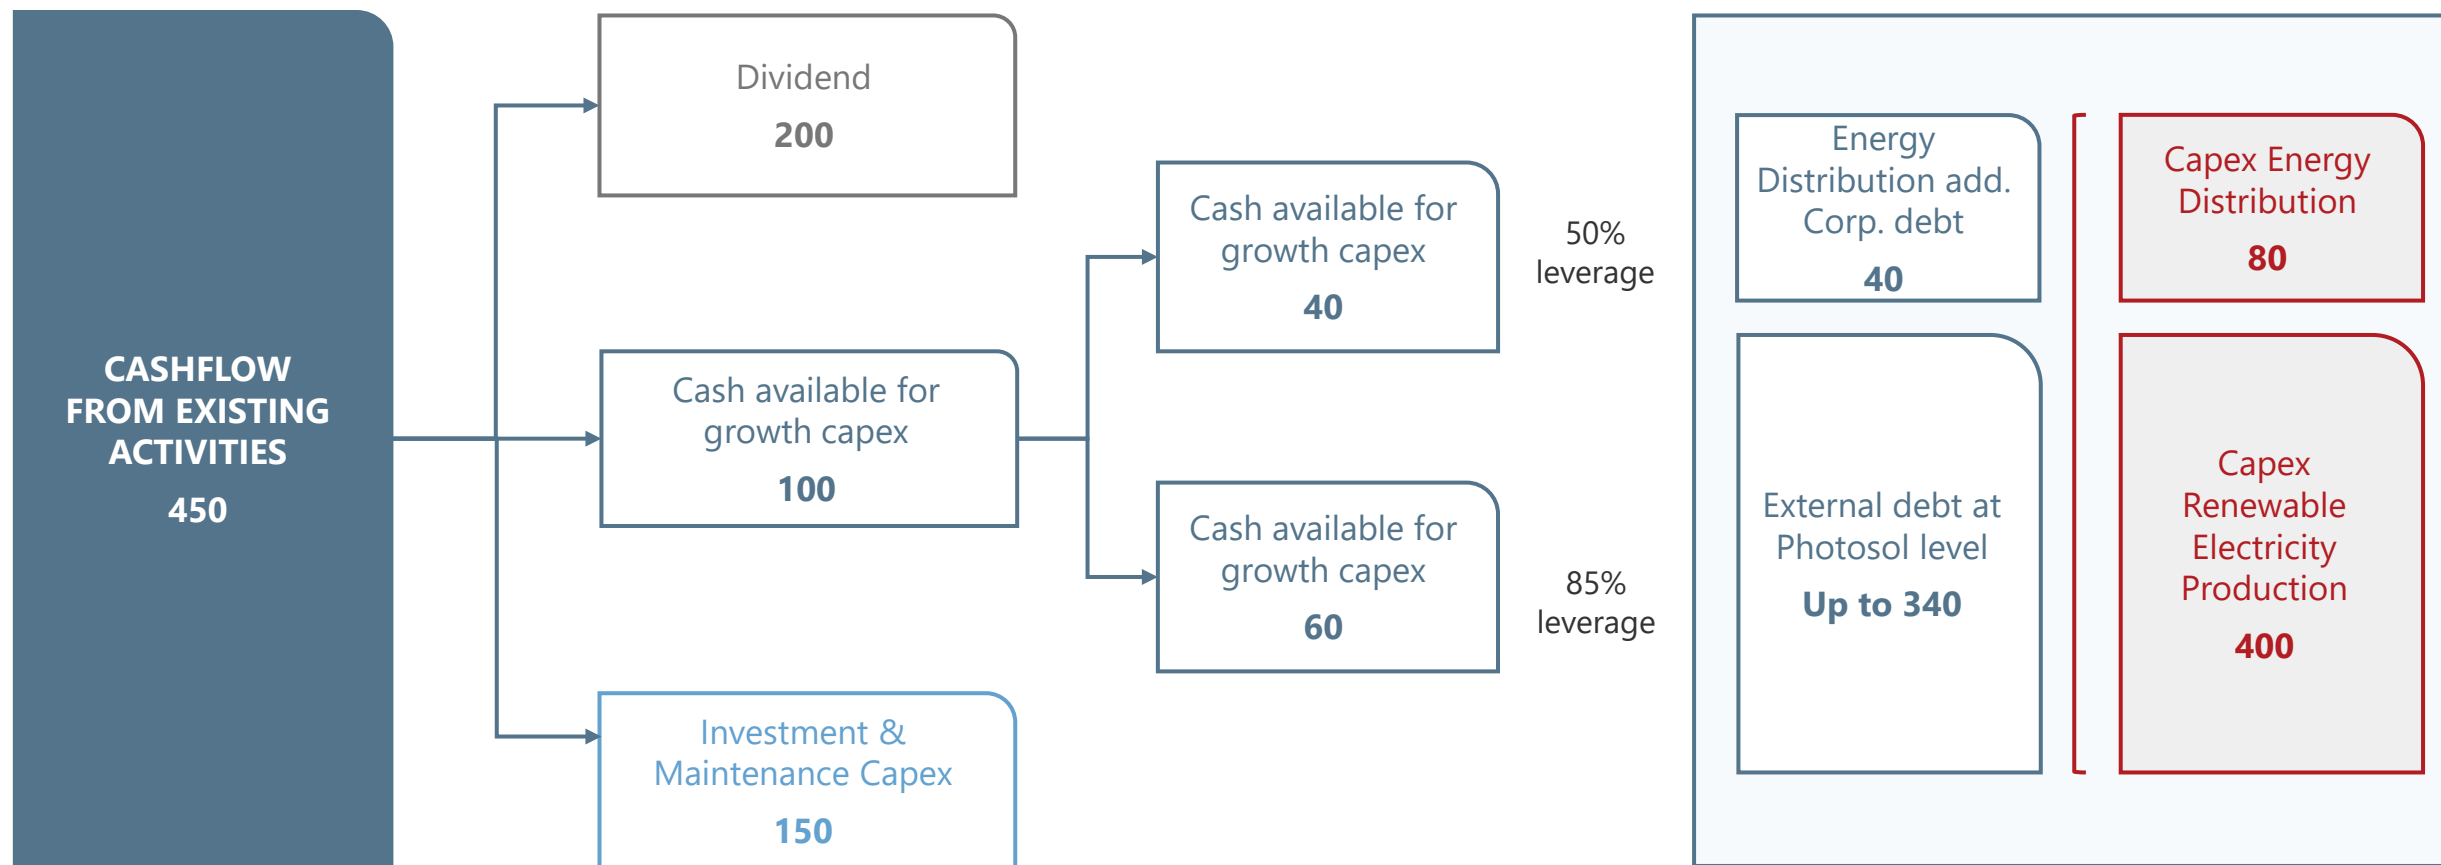 CASHFLOW
FROM EXISTING
ACTIVITIES
450
Dividend
200
Cash available for
growth capex
100
Investment &
Maintenance Capex
150
Cash available for
growth capex
40
Cash available for
growth capex
60
50%
leverage
85%
leverage
Energy
Distribution add.
Corp. debt
40
External debt at
Photosol level
Up to 340
Capex Energy
Distribution
80
Capex
Renewable
Electricity
Production
400